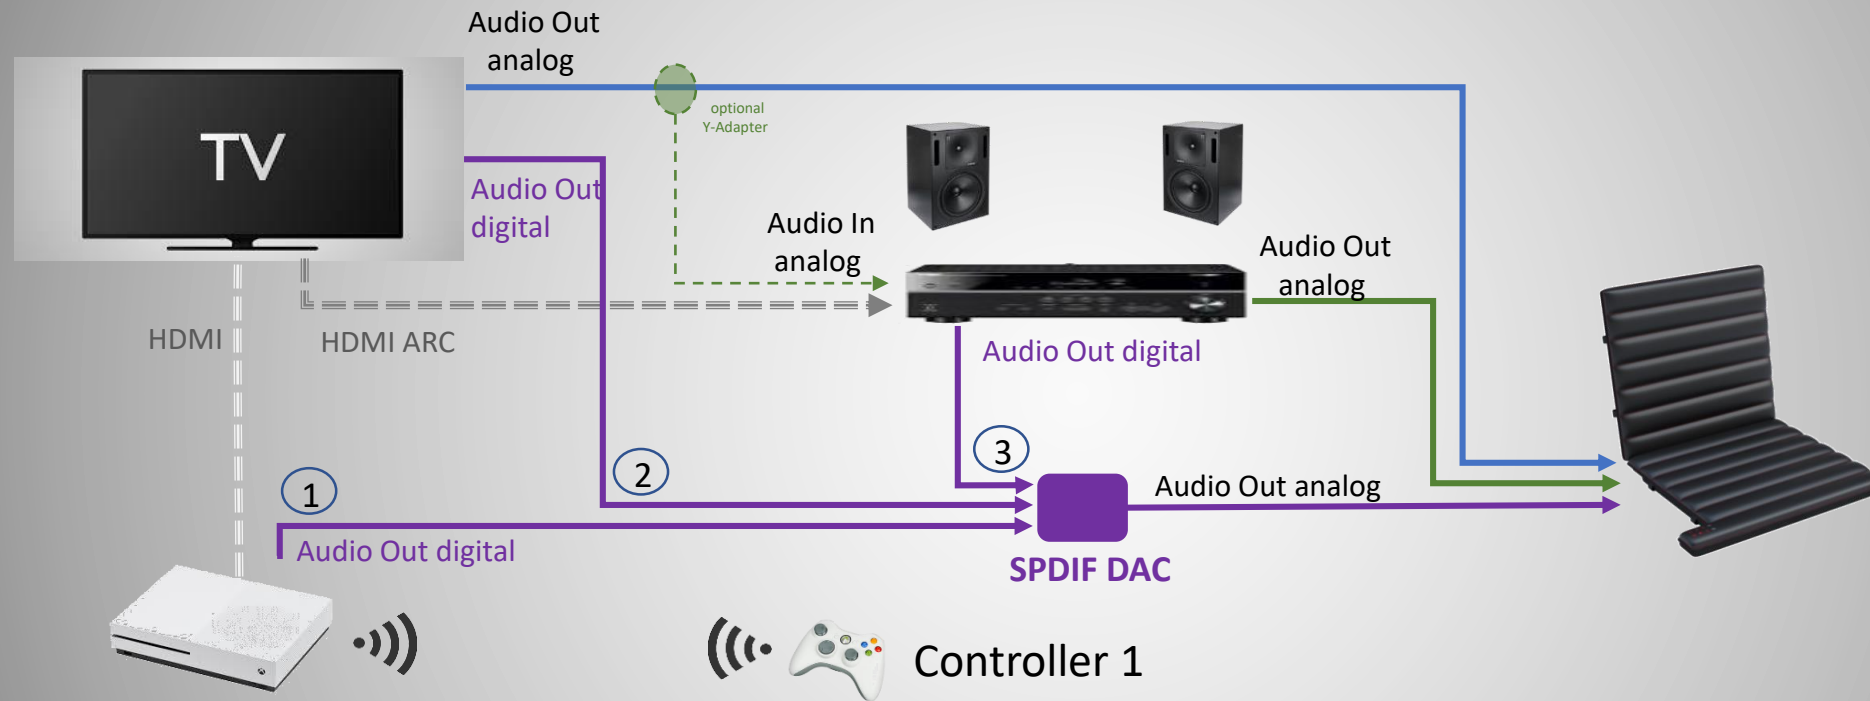 Audio Out
analog
TV
optional
Y-Adapter
Audio Out
digital
Audio In
analog
Audio Out
analog
HDMI
HDMI ARC
Audio Out digital
3
2
1
Audio Out analog
Audio Out digital
SPDIF DAC
Controller 1